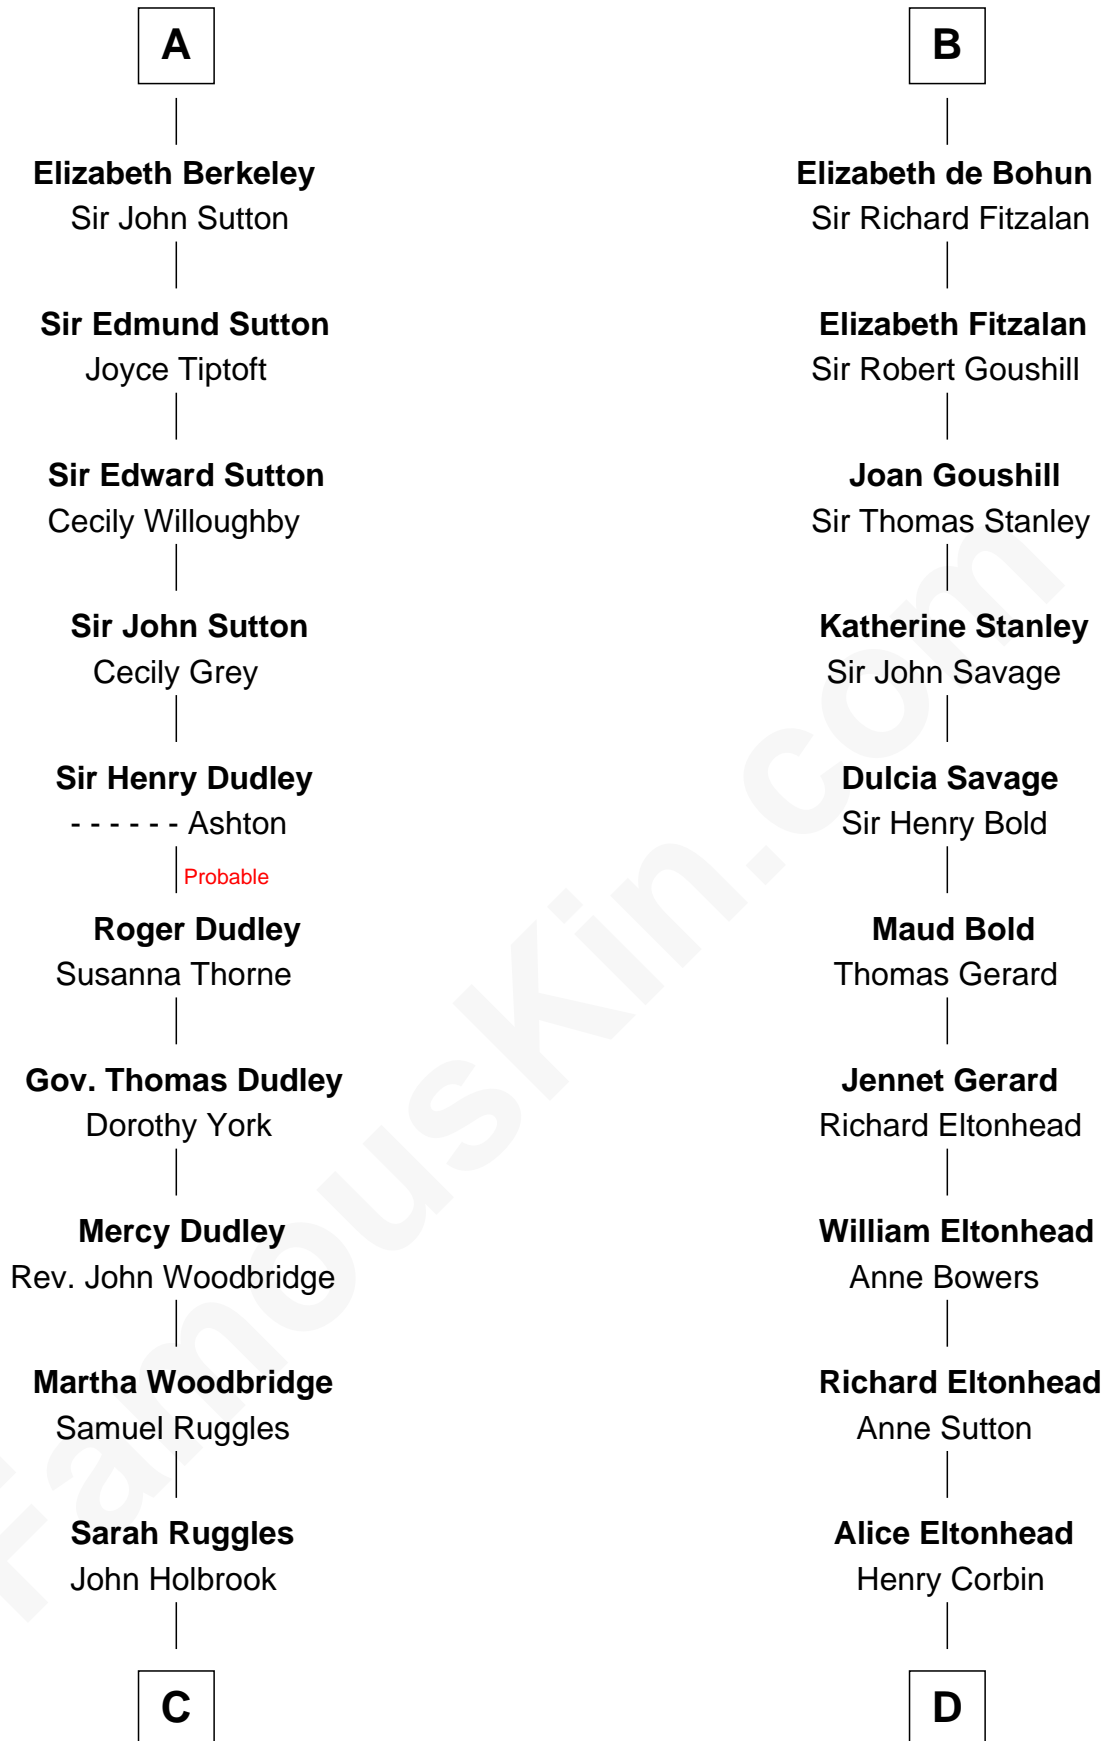 A
Elizabeth Berkeley
Sir John Sutton
Sir Edmund Sutton
Joyce Tiptoft
Sir Edward Sutton
Cecily Willoughby
Sir John Sutton
Cecily Grey
Sir Henry Dudley
- - - - - - Ashton
Probable
Roger Dudley
Susanna Thorne
Gov. Thomas Dudley
Dorothy York
Mercy Dudley
Rev. John Woodbridge
Martha Woodbridge
Samuel Ruggles
Sarah Ruggles
John Holbrook
C
B
Elizabeth de Bohun
Sir Richard Fitzalan
Elizabeth Fitzalan
Sir Robert Goushill
Joan Goushill
Sir Thomas Stanley
Katherine Stanley
Sir John Savage
Dulcia Savage
Sir Henry Bold
Maud Bold
Thomas Gerard
Jennet Gerard
Richard Eltonhead
William Eltonhead
Anne Bowers
Richard Eltonhead
Anne Sutton
Alice Eltonhead
Henry Corbin
D
FamousKin.com